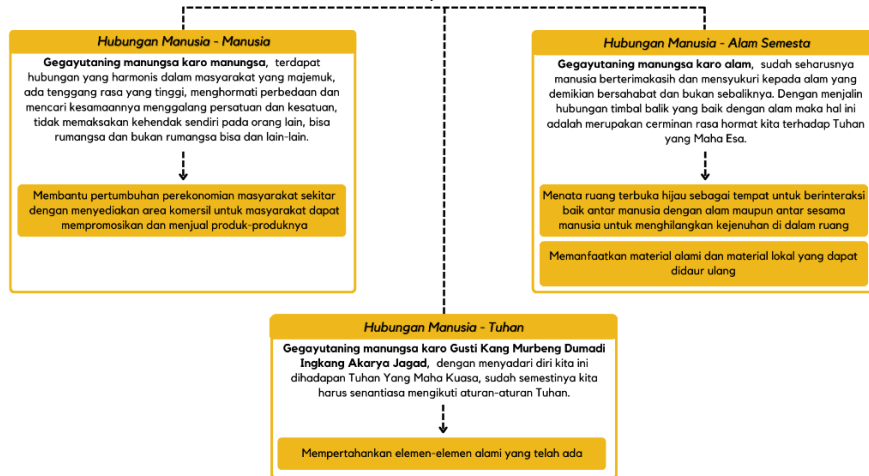 Hubungan Manusia - Manusia
Gegayutaning manungsa karo manungsa, terdapat
hubungan yang harmonis dalam masyarakat yang majemuk,
ada tenggang rasa yang tinggi, menghormati perbedaan dan
mencari kesamaannya menggalang persatuan dan kesatuan,
tidak memaksakan kehendak sendiri pada orang lain, bisa
rumangsa dan bukan rumangsa bisa dan lain-lain.
Membantu pertumbuhan perekonomian masyarakat sekitar
dengan menyediakan area komersil untuk masyarakat dapat
mempromosikan dan menjual produk-produknya
Hubungan Manusia - Alam Semesta
Gegayutaning manungsa karo alam, sudah seharusnya
manusia berterimakasih dan mensyukuri kepada alam yang
demikian bersahabat dan bukan sebaliknya. Dengan menjalin
hubungan timbal balik yang baik dengan alam maka hal ini
adalah merupakan cerminan rasa hormat kita terhadap Tuhan
yang Maha Esa.
Menata ruang terbuka hijau sebagai tempat untuk berinteraksi
baik antar manusia dengan alam maupun antar sesama
manusia untuk menghilangkan kejenuhan di dalam ruang
Memanfaatkan material alami dan material lokal yang dapat
didaur ulang
Hubungan Manusia - Tuhan
Gegayutaning manungsa karo Gusti Kang Murbeng Dumadi
Ingkang Akarya Jagad, dengan menyadari diri kita ini
dihadapan Tuhan Yang Maha Kuasa, sudah semestinya kita
harus senantiasa mengikuti aturan-aturan Tuhan.
Mempertahankan elemen-elemen alami yang telah ada